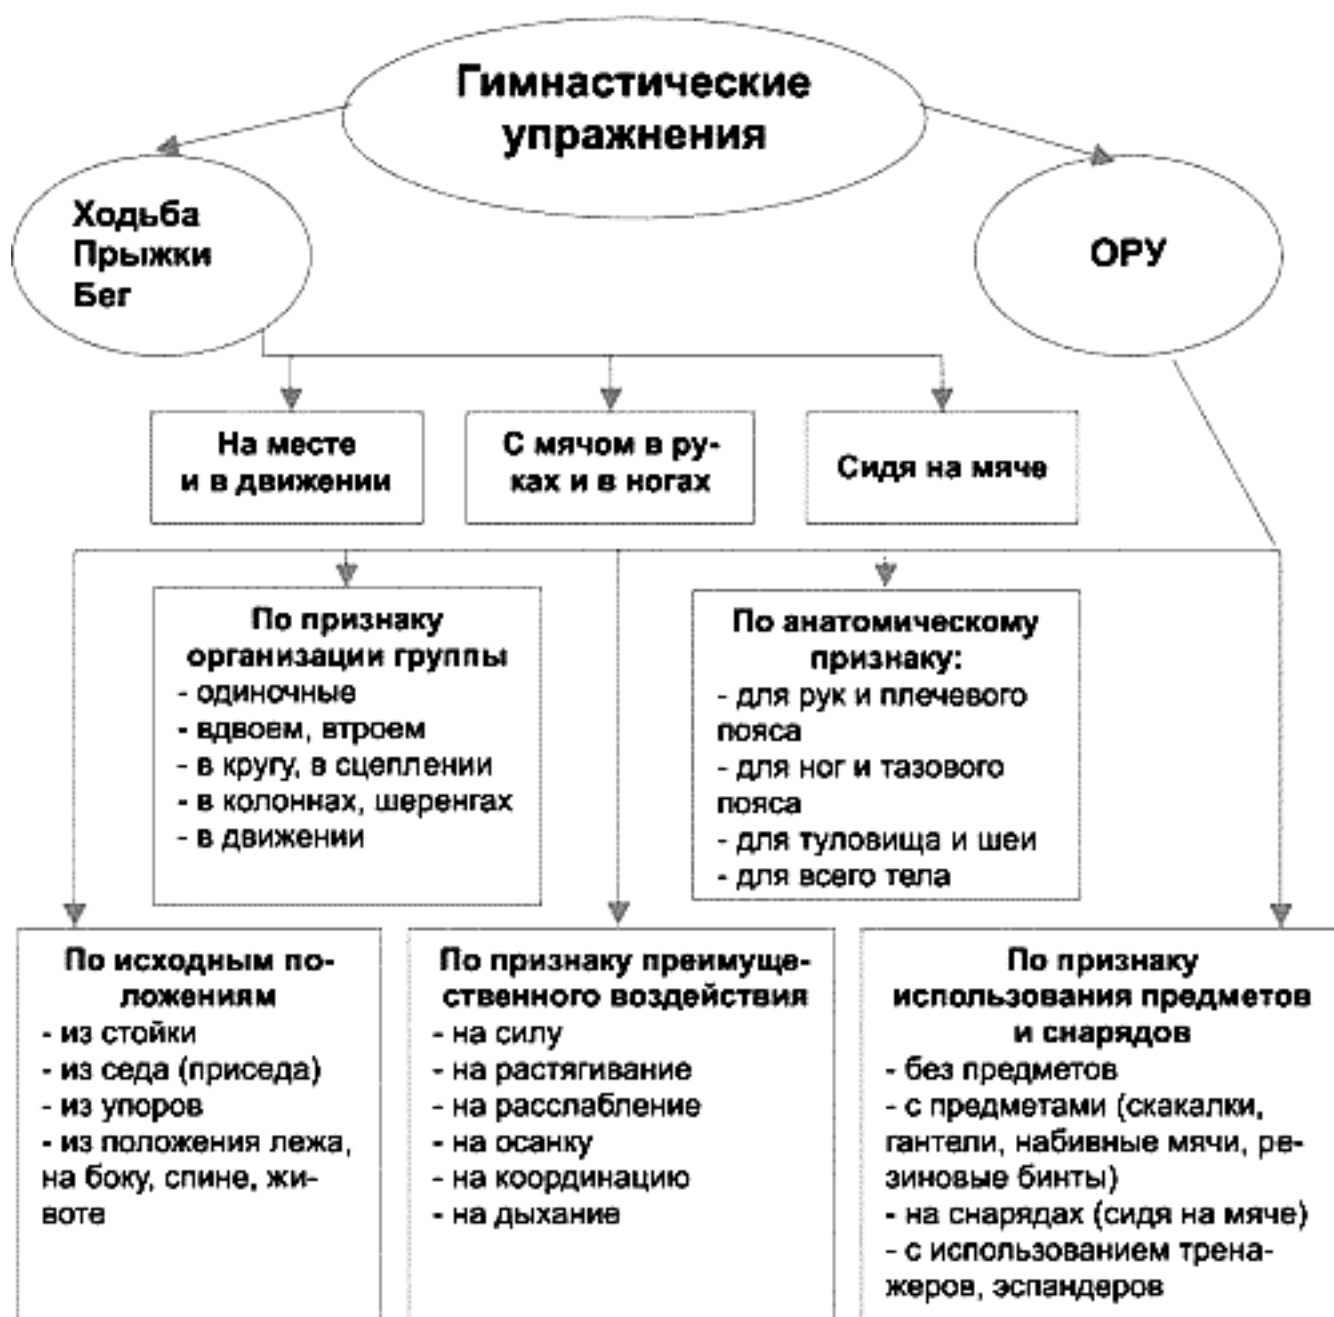 Гимнастические
упражнения
Ходьба
Прыжки
Бег
ОРУ
На месте
и в движении
С мячом в ру-
ках и в ногах
Сидя на мяче
По признаку
организации группы
- одиночные
- вдвоем, втроем
- в кругу, в сцеплении
- в колоннах, шеренгах
- в движении
По анатомическому
признаку:
- для рук и плечевого
пояса
- для ног и тазового
пояса
- для туловища и шеи
- для всего тела
По исходным по-
ложениям
- из стойки
- из седа (приседа)
- из упоров
- из положения лежа,
на боку, спине, жи-
воте
По признаку преимуще-
ственного воздействия
- на силу
- на растягивание
- на расслабление
- на осанку
- на координацию
- на дыхание
По признаку
использования предметов
и снарядов
- без предметов
- с предметами (скакалки,
гантели, набивные мячи, ре-
зиновые бинты)
- на снарядах (сидя на мяче)
- с использованием трена-
жеров, эспандеров